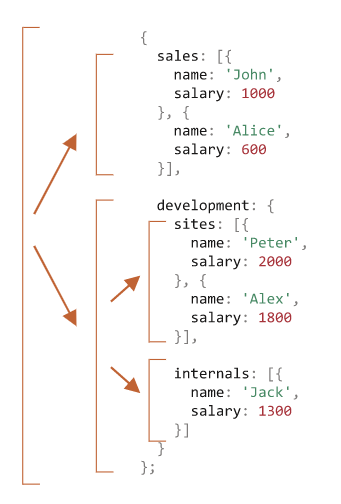 {
sales: [{
name: 'John',
salary: 1000
}, {
name: 'Alice',
salary: 600
}],
development: {
sites: [{
name: 'Peter',
salary: 2000
}, {
name: 'Alex',
salary: 1800
}],
internals: [{
name: 'Jack',
salary: 1300
}]
}
};